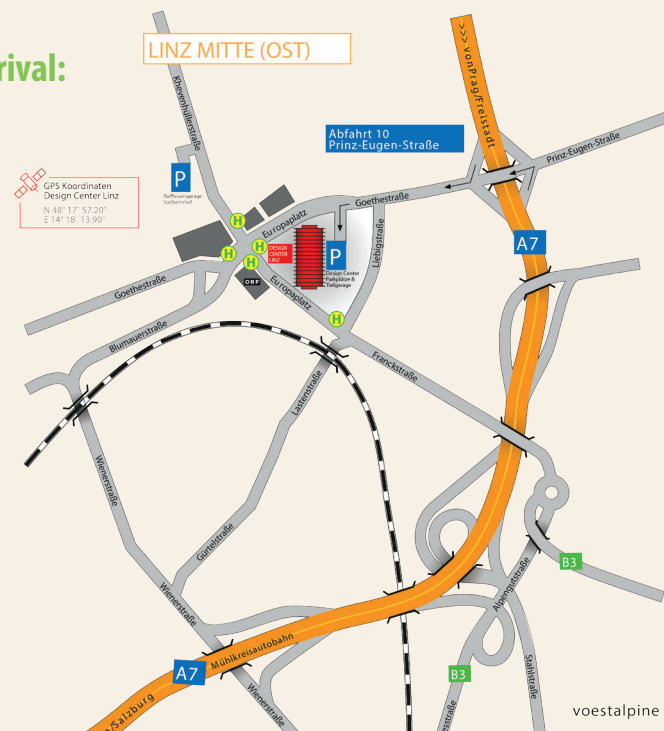 rival:
LINZ MITTE (OST)
>>> von Prag/Freistadt
Khevenhüllerstraße
Abfahrt 10
Prinz-Eugen-Straße
Prinz-Eugen-Straße
P
Raiffeisengarage
Südbahnhof
GPS Koordinaten
Design Center Linz
N 48° 17´ 57.20"
E 14° 18´ 13.90"
Goethestraße
Europaplatz
H
H
H
H
DESIGN
CENTER
LINZ
P
Design Center
Parkplätze &
Tiefgarage
Liebigstraße
A7
Goethestraße
ORF
Europaplatz
H
Blumauerstraße
Franckstraße
Lastenstraße
Wienerstraße
Gürtelstraße
B3
Alpengutstraße
Wienerstraße
Mühlkreisautobahn
A7
B3
Stahlstraße
Wienerstraße
/Salzburg
esstraße
voestalpine